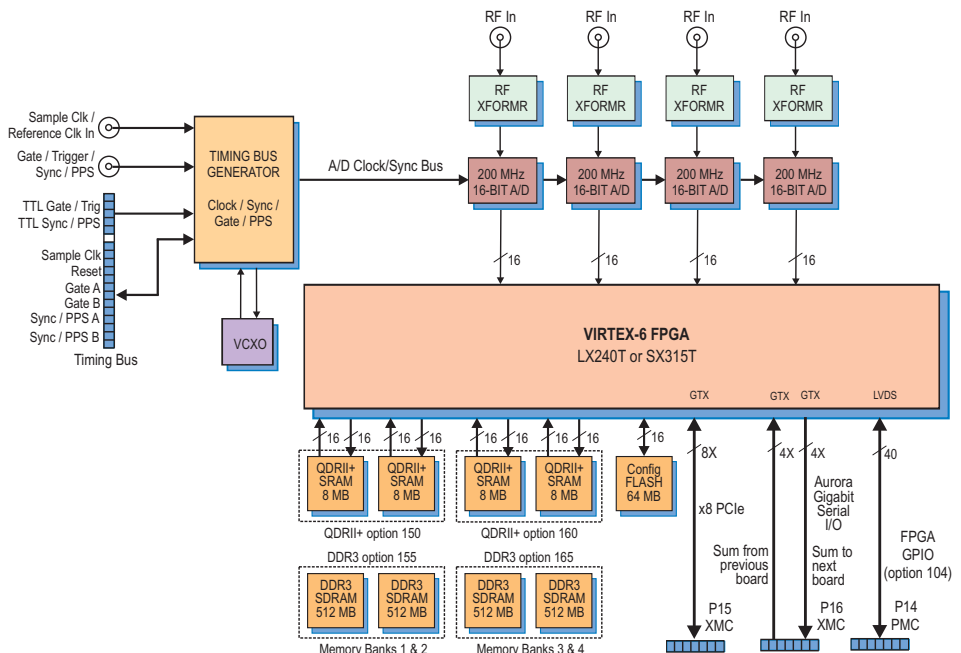 RF In
RF In
RF In
RF In
Sample Clk /
Reference Clk In
Gate / Trigger /
Sync / PPS
TTL Gate / Trig
TTL Sync / PPS
Sample Clk
Reset
Gate A
Gate B
Sync / PPS A
Sync / PPS B
Timing Bus
TIMING BUS
GENERATOR
Clock / Sync /
Gate / PPS
VCXO
A/D Clock/Sync Bus
RF
XFORMR
RF
XFORMR
RF
XFORMR
RF
XFORMR
200 MHz
16-BIT A/D
200 MHz
16-BIT A/D
200 MHz
16-BIT A/D
200 MHz
16-BIT A/D
16
16
16
16
VIRTEX-6 FPGA
LX240T or SX315T
GTX
GTX
GTX
LVDS
16
16
16
16
16
16
16
16
16
8X
4X
4X
40
QDRII+
SRAM
8 MB
QDRII+
SRAM
8 MB
QDRII+
SRAM
8 MB
QDRII+
SRAM
8 MB
Config
FLASH
64 MB
QDRII+ option 150
QDRII+ option 160
DDR3 option 155
DDR3 option 165
DDR3
SDRAM
512 MB
DDR3
SDRAM
512 MB
DDR3
SDRAM
512 MB
DDR3
SDRAM
512 MB
Memory Banks 1 & 2
Memory Banks 3 & 4
x8 PCIe
Aurora
Gigabit
Serial
I/O
Sum from
previous
board
Sum to
next
board
FPGA
GPIO
(option 104)
P15
XMC
P16
XMC
P14
PMC